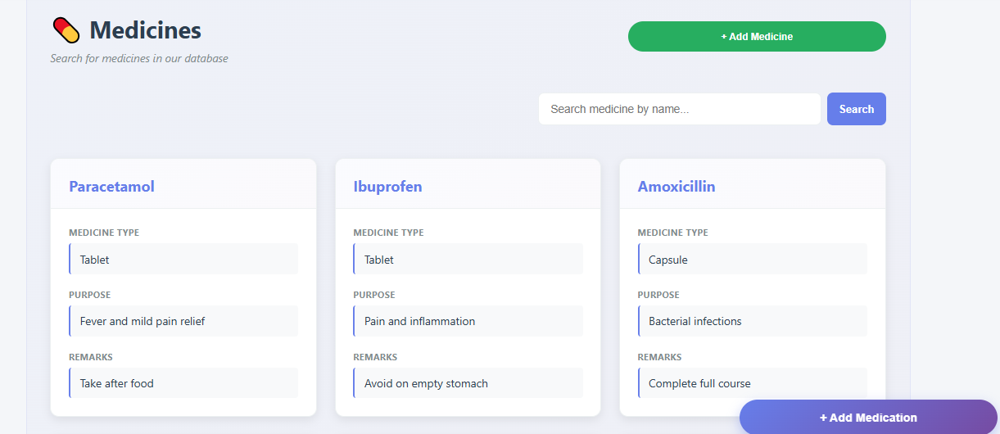 Medicines
+ Add Medicine
Search for medicines in our database
Search medicine by name...
Search
Paracetamol
MEDICINE TYPE
Tablet
PURPOSE
Fever and mild pain relief
REMARKS
Take after food
Ibuprofen
MEDICINE TYPE
Tablet
PURPOSE
Pain and inflammation
REMARKS
Avoid on empty stomach
Amoxicillin
MEDICINE TYPE
Capsule
PURPOSE
Bacterial infections
REMARKS
Complete full course
+ Add Medication